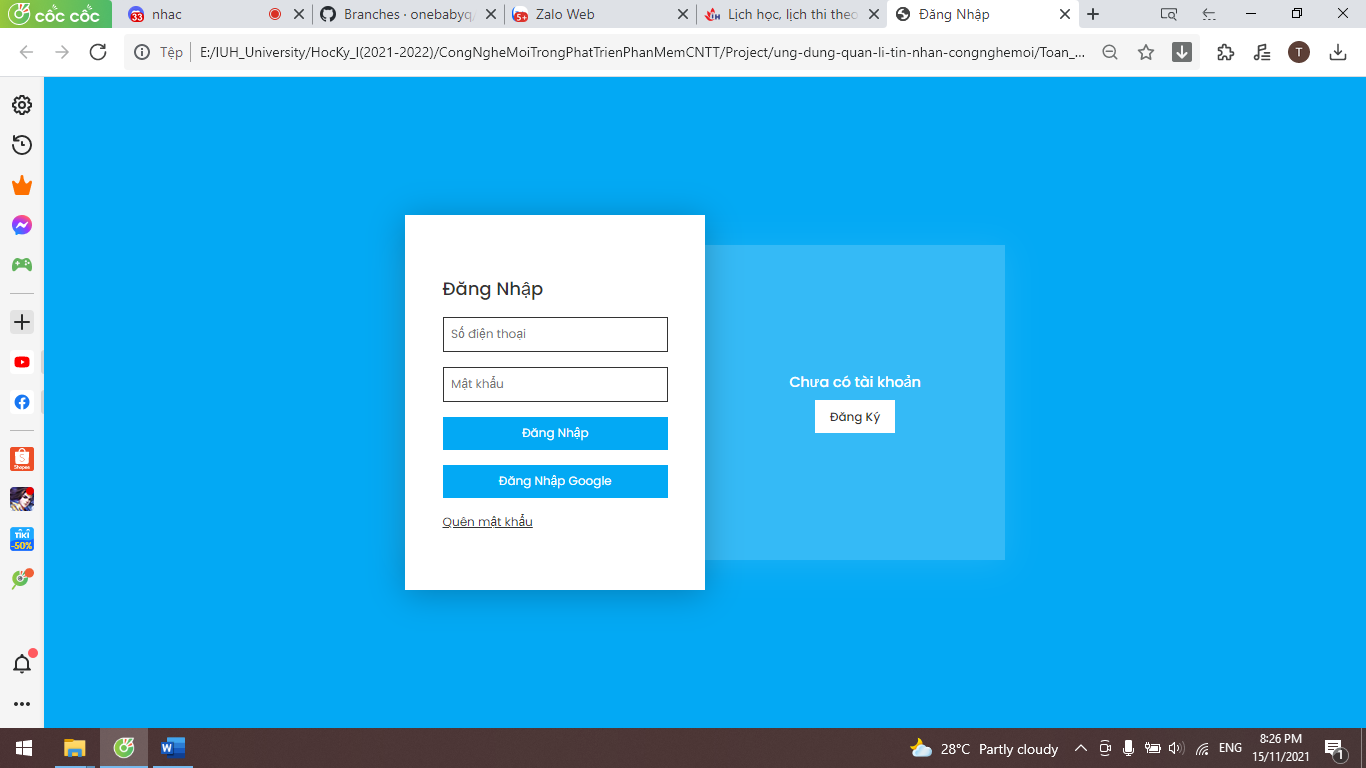 cốc cốc
33
nhac
Branches · onebabyq/
5+
Zalo Web
Lịch học, lịch thi theo
Đăng Nhập
Tệp
E:/IUH_University/HocKy_I(2021-2022)/CongNgheMoiTrongPhatTrienPhanMemCNTT/Project/ung-dung-quan-li-tin-nhan-congnghemoi/Toan_...
T
Đăng Nhập
Số điện thoại
Mật khẩu
Đăng Nhập
Đăng Nhập Google
Quên mật khẩu
Chưa có tài khoản
Đăng Ký
Shopee
TIKI
-50%
W
28°C Partly cloudy
ENG
8:26 PM
15/11/2021
1